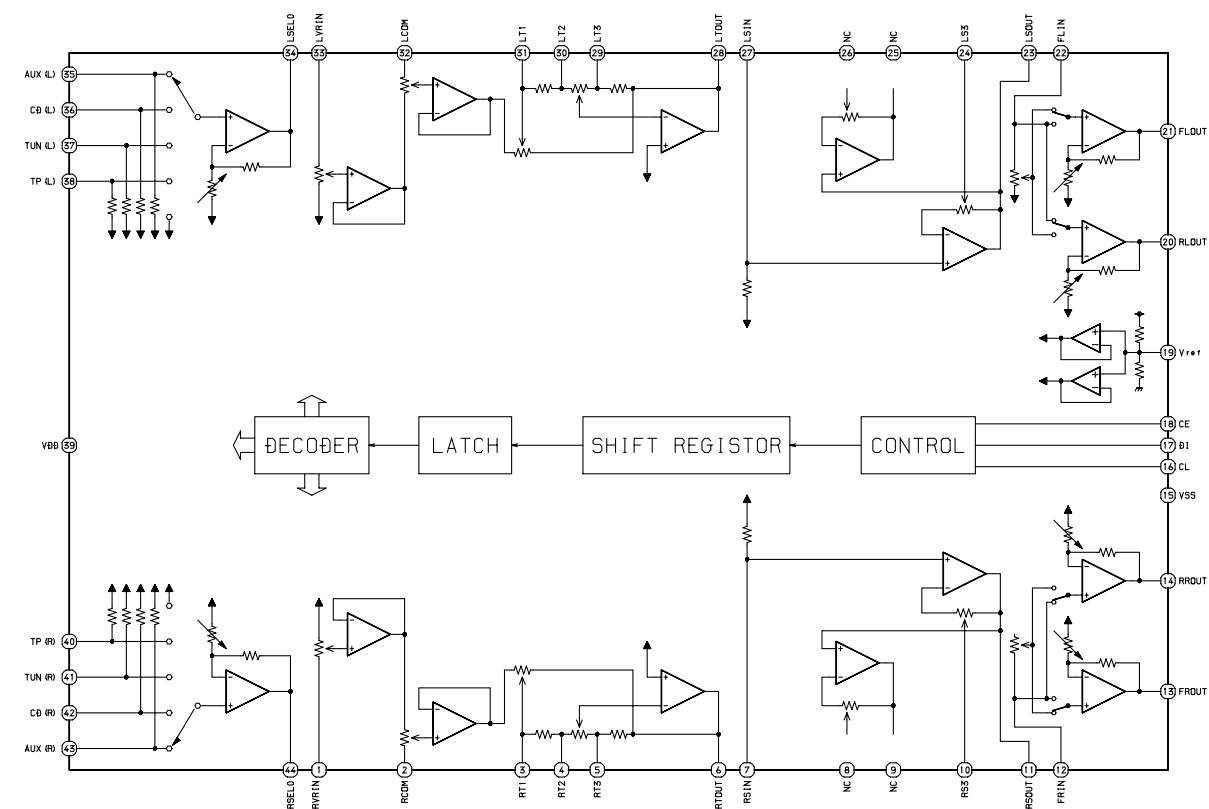 LSELO
LVRIN
LCOM
LT1
LT2
LT3
LTOUT
LSIN
NC
NC
LS3
LSOUT
FLIN
34
33
32
31
30
29
28
27
26
25
24
23
22
AUX (L) 35
CD (L) 36
TUN (L) 37
TP (L) 38
21 FLOUT
20 RLOUT
19 Vref
DECODER
LATCH
SHIFT REGISTOR
CONTROL
18 CE
VDD 39
17 DI
16 CL
15 VSS
14 RROUT
TP (R) 40
TUN (R) 41
CD (R) 42
AUX (R) 43
13 FROUT
44
1
2
3
4
5
6
7
8
9
10
11
12
RSELO
RVRIN
RCOM
RT1
RT2
RT3
RTOUT
RSIN
NC
NC
RS3
RSOUT
FRIN